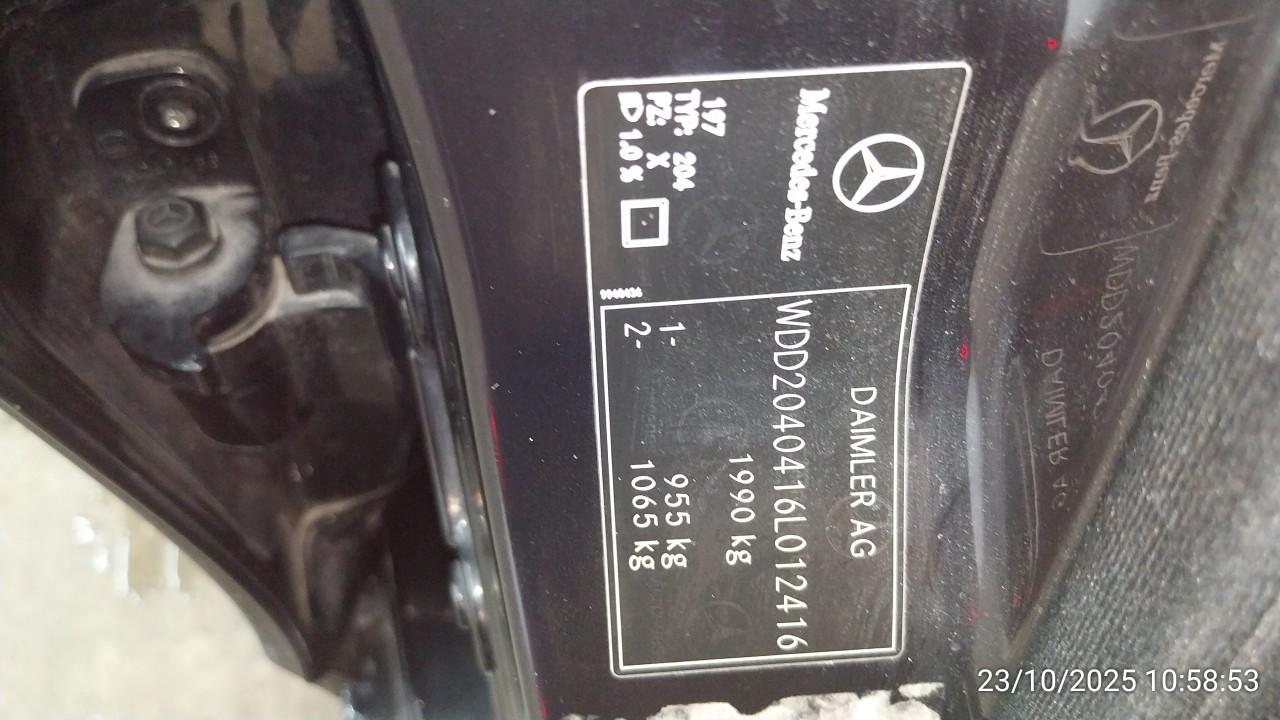 Mercedes-Benz
197
TYP: 204
PZ: X
1.0 %
DAIMLER AG
WDD2040416L012416
1990 kg
1- 955 kg
2- 1065 kg
23/10/2025 10:58:53